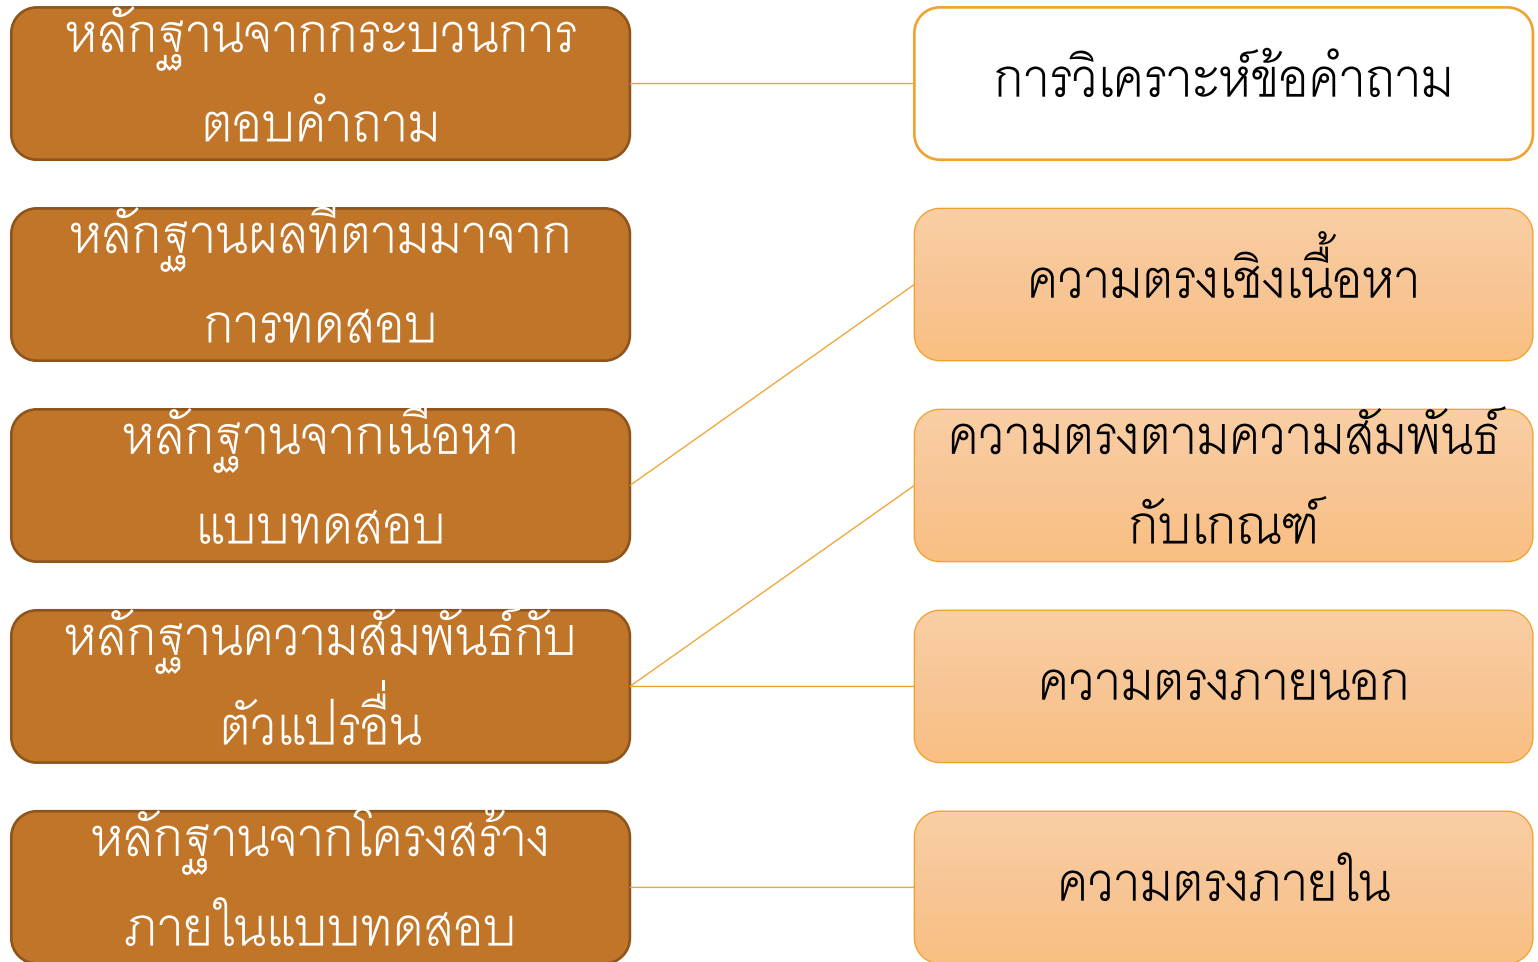 หลักฐานจากกระบวนการ
ตอบคำถาม
การวิเคราะห์ข้อคำถาม
หลักฐานผลที่ตามมาจาก
การทดสอบ
ความตรงเชิงเนื้อหา
หลักฐานจากเนื้อหา
แบบทดสอบ
ความตรงตามความสัมพันธ์
กับเกณฑ์
หลักฐานความสัมพันธ์กับ
ตัวแปรอื่น
ความตรงภายนอก
หลักฐานจากโครงสร้าง
ภายในแบบทดสอบ
ความตรงภายใน